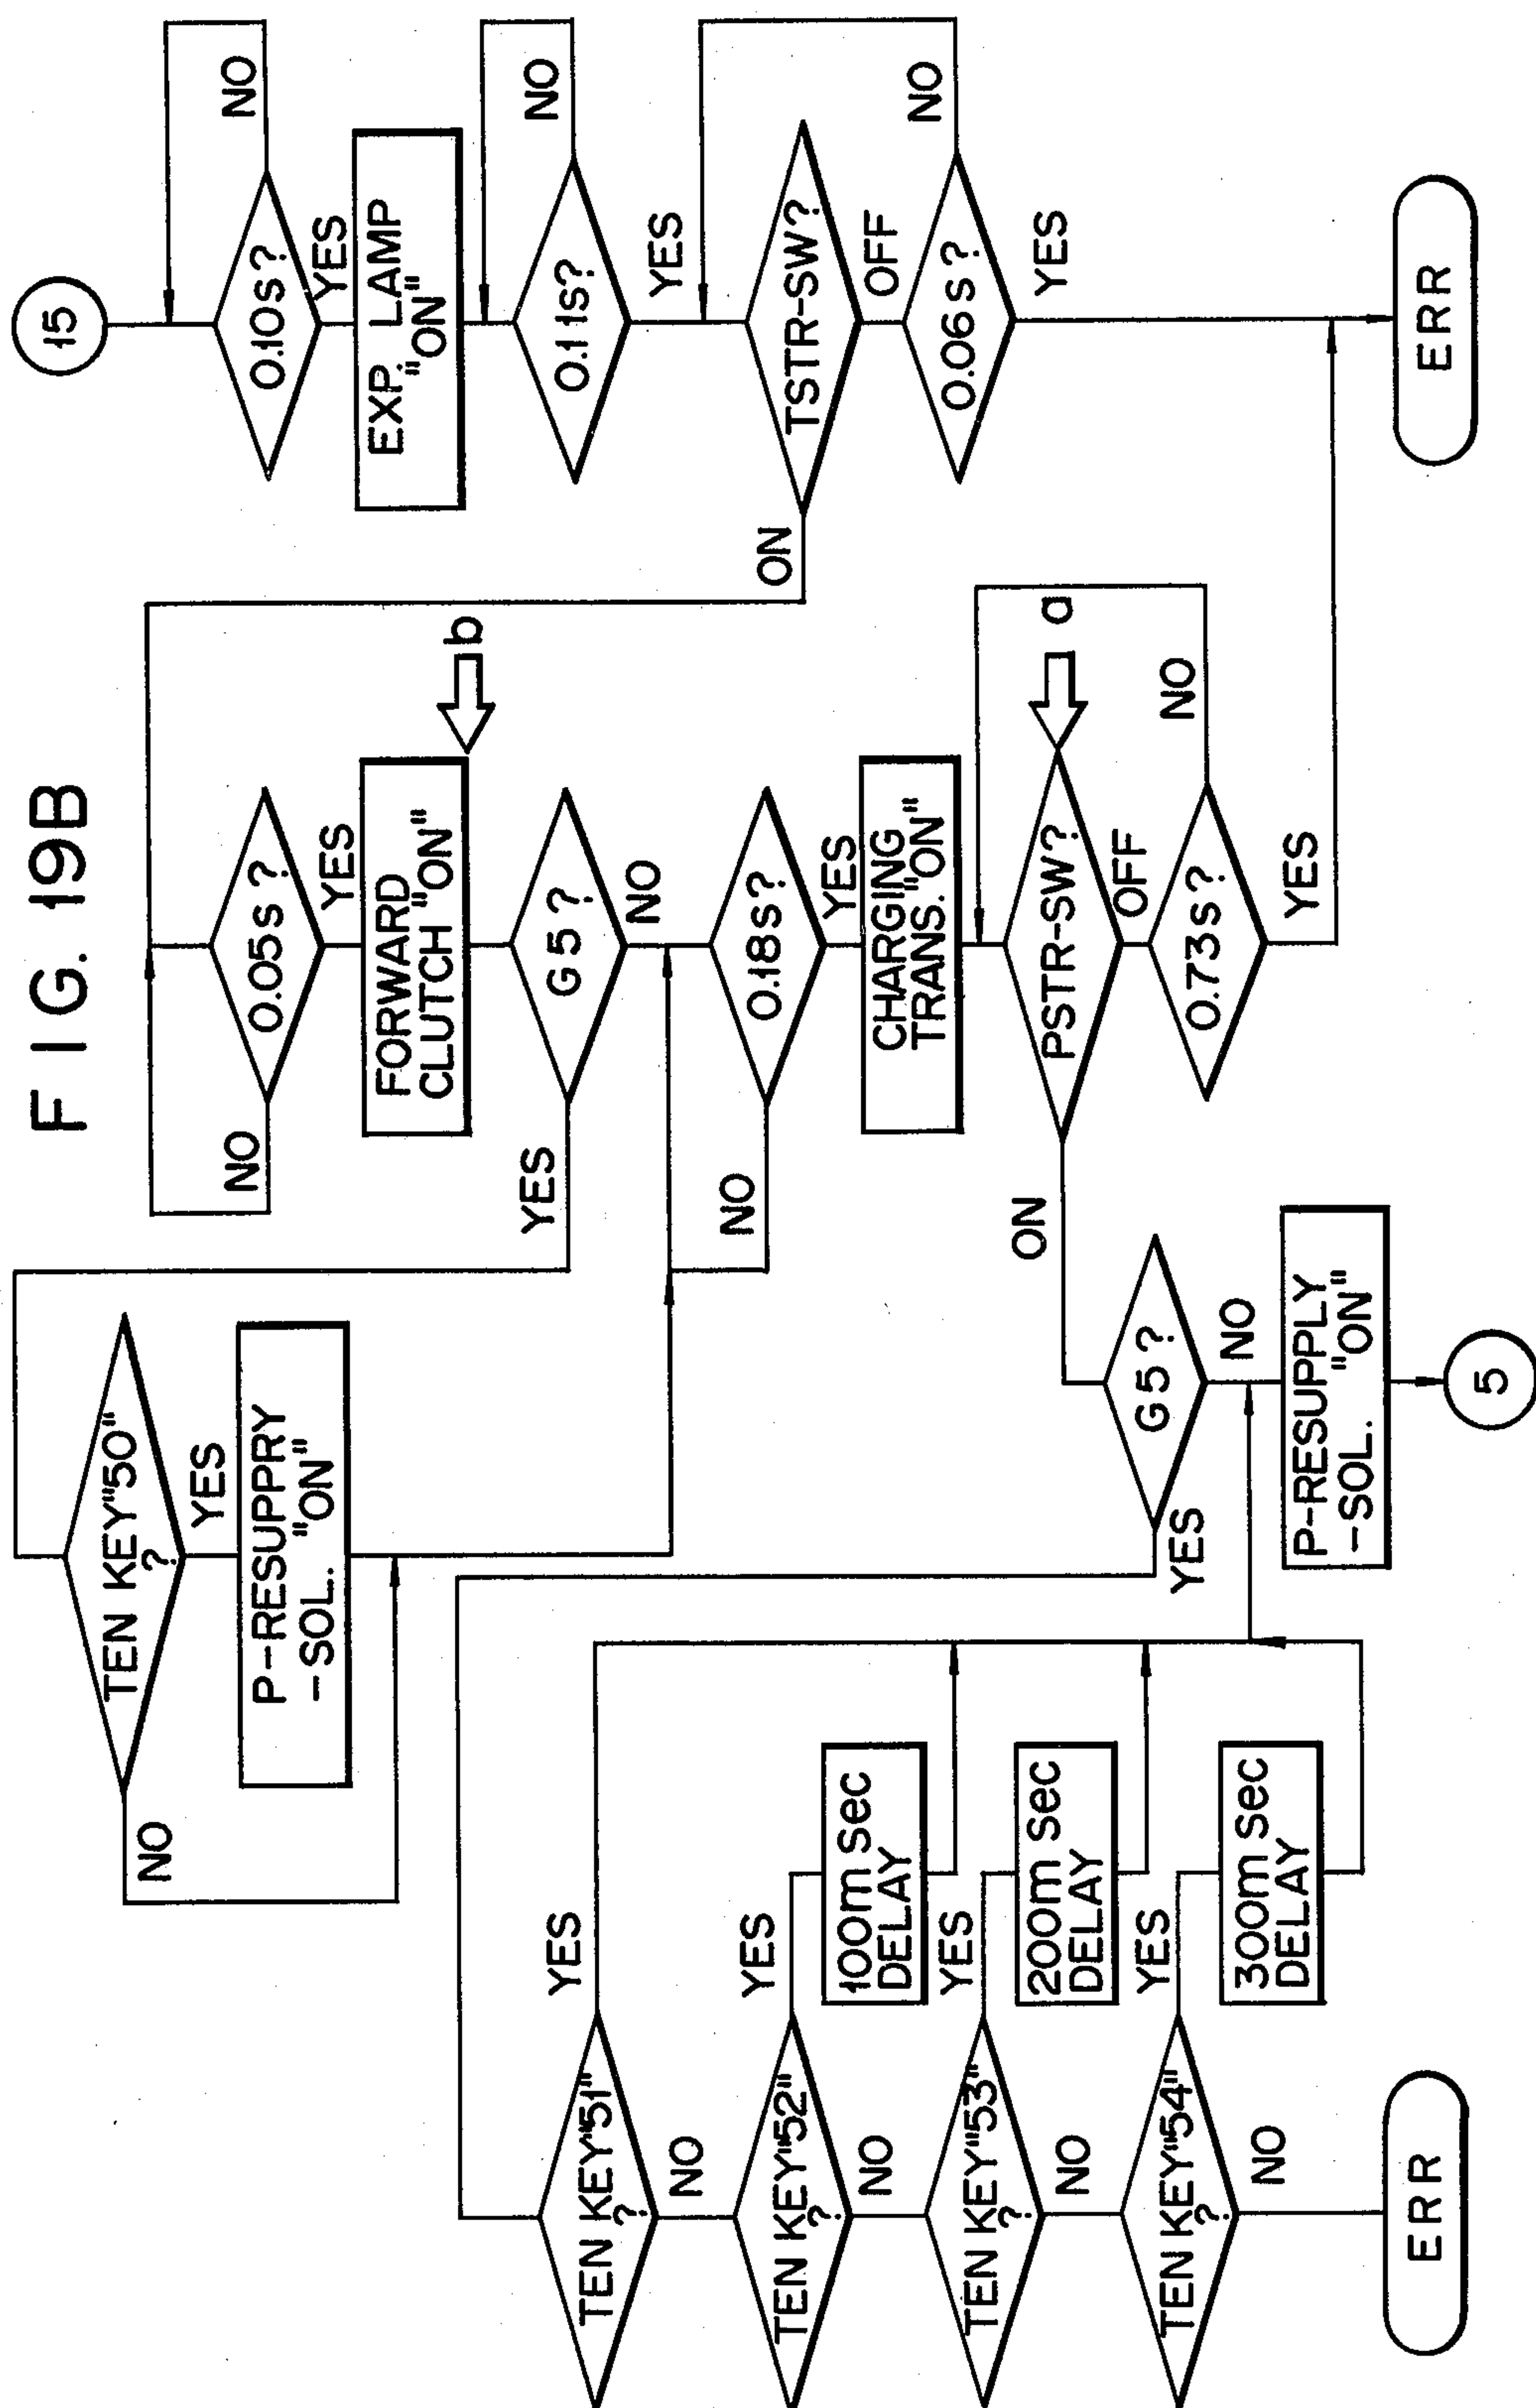 FIG. 19B
15
0.10s?
NO
YES
EXP. LAMP
"ON"
0.11s?
NO
YES
TSTR-SW?
ON
OFF
0.06s?
NO
YES
ERR
0.05s?
NO
YES
FORWARD
CLUTCH "ON"
b
G5?
YES
NO
0.18s?
NO
YES
CHARGING
TRANS. "ON"
PSTR-SW?
a
ON
OFF
0.73s?
NO
YES
TEN KEY"50"
?
NO
YES
P-RESUPPRY
-SOL. "ON"
G5?
YES
NO
P-RESUPPLY
-SOL. "ON"
5
TEN KEY"51"
?
YES
NO
TEN KEY"52"
?
YES
100m sec
DELAY
NO
TEN KEY"53"
?
YES
200m sec
DELAY
NO
TEN KEY"54"
?
YES
300m sec
DELAY
NO
ERR